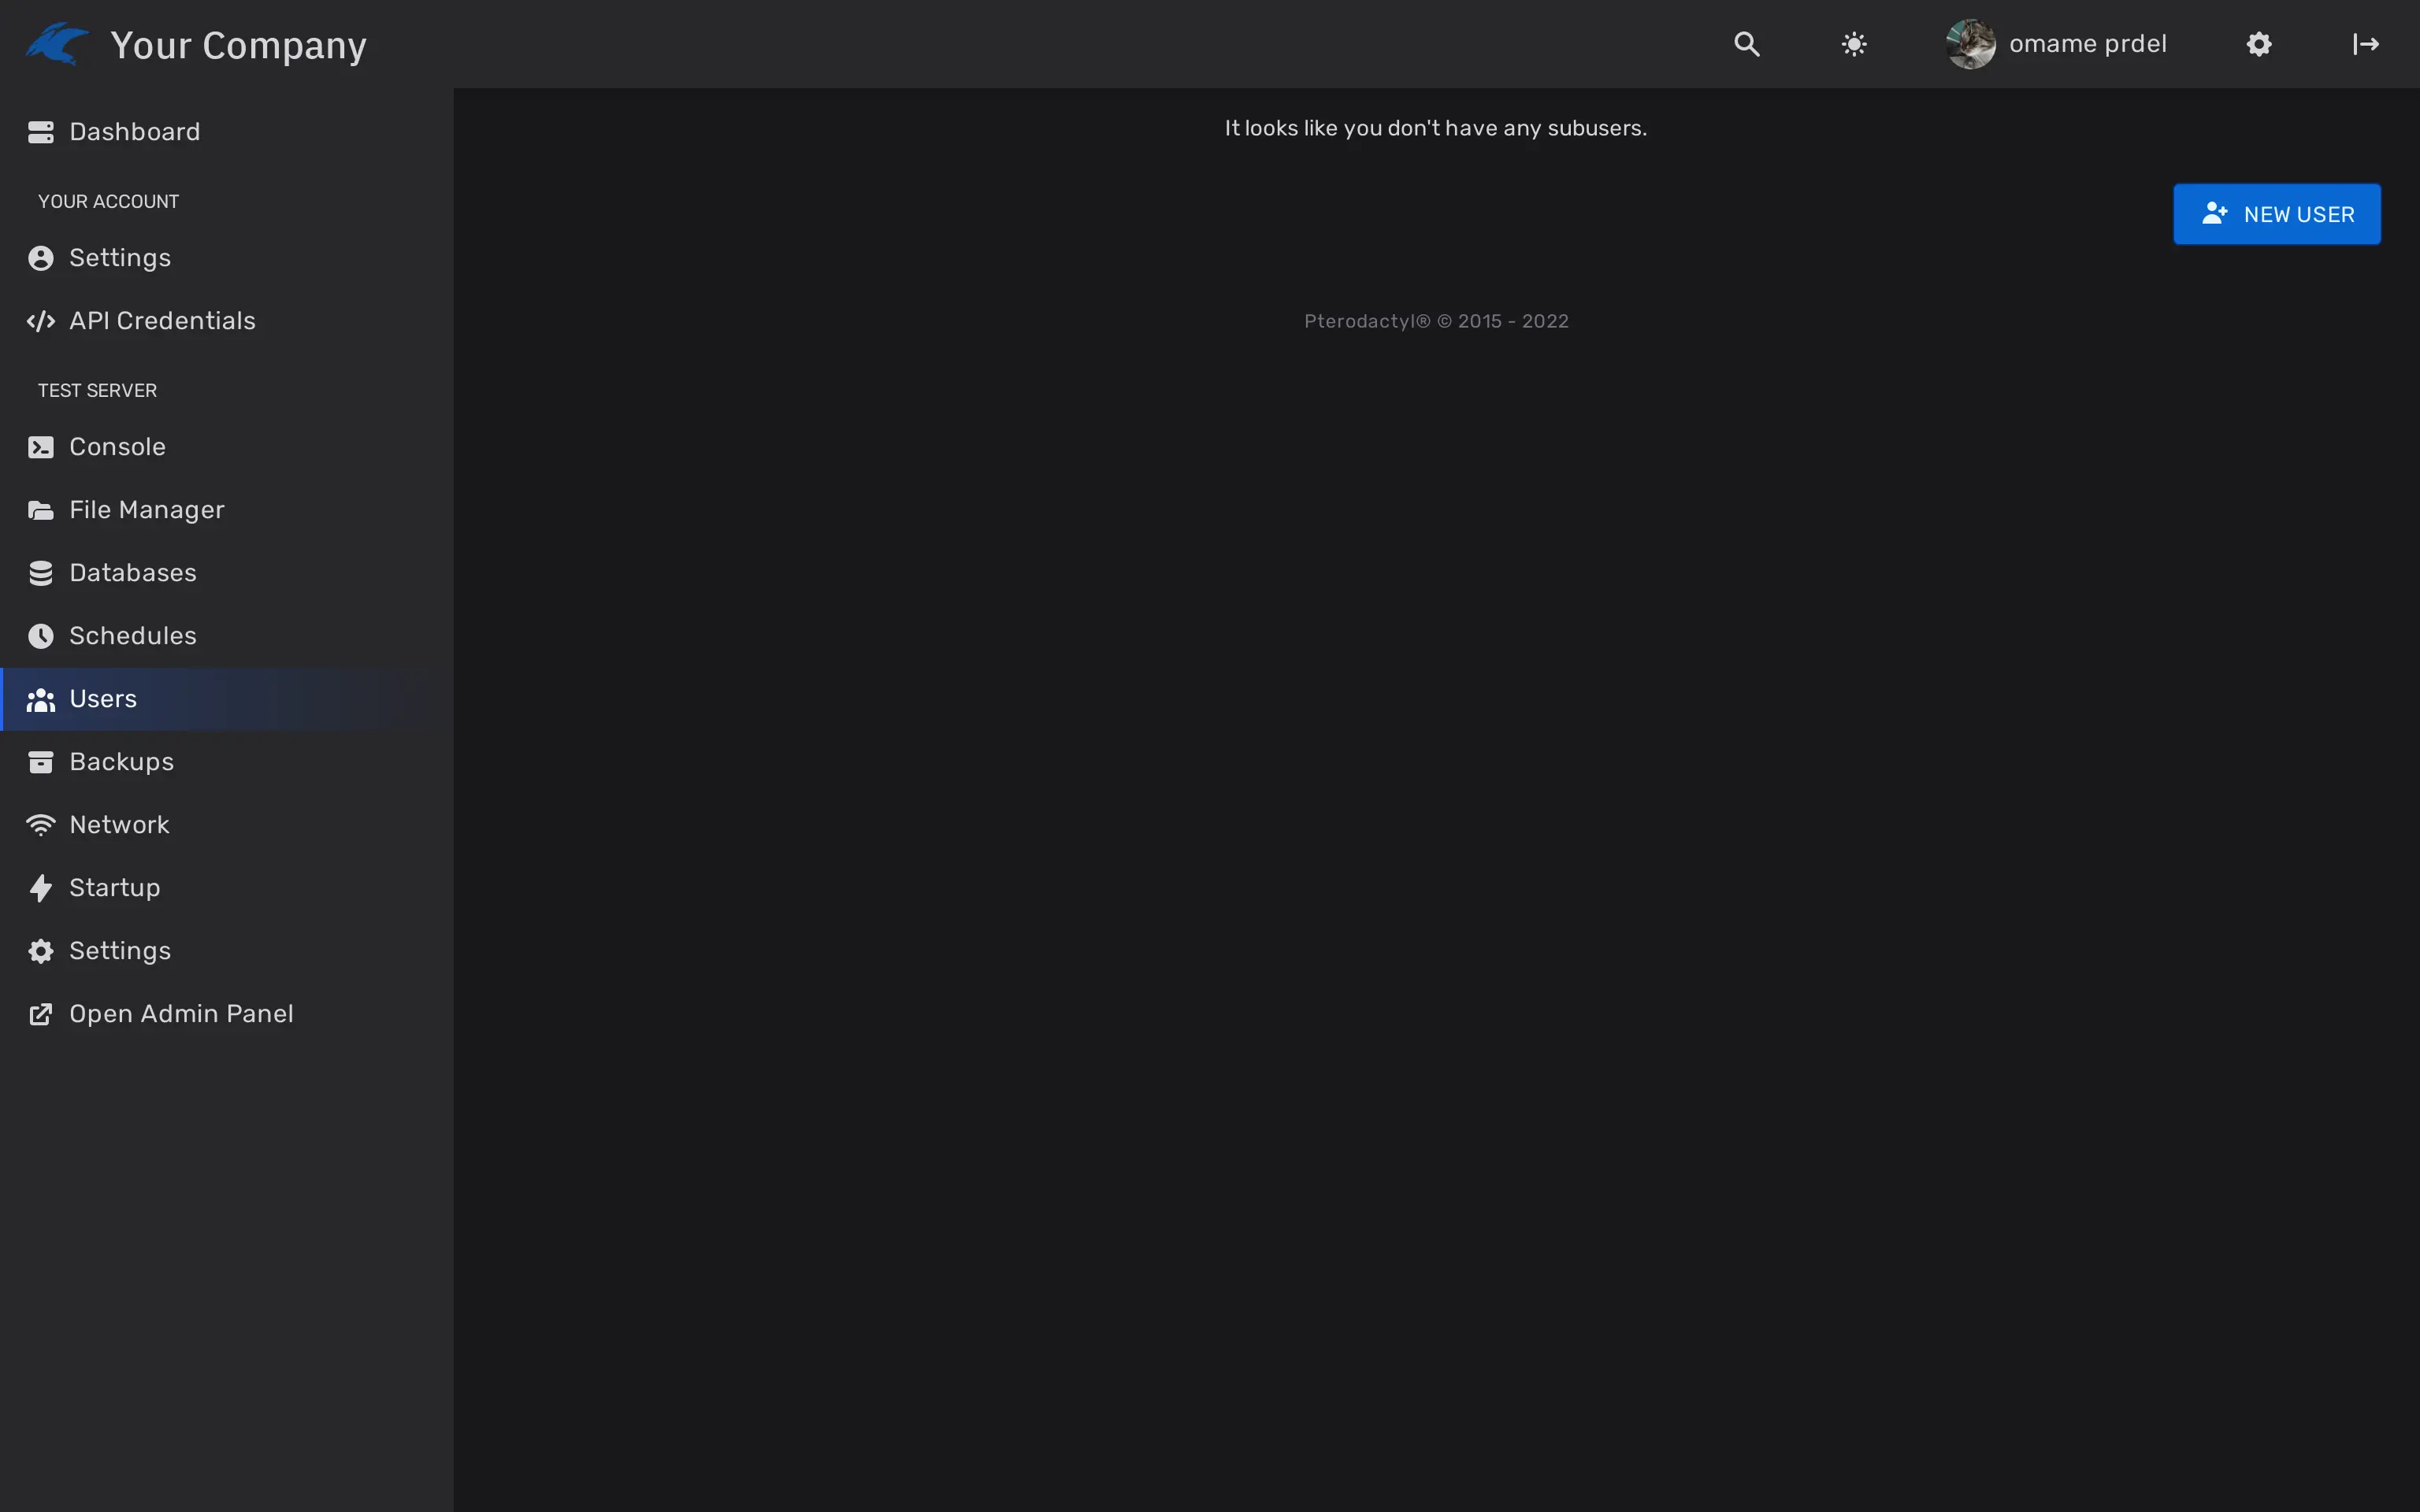 Your Company
omame prdel
Dashboard
YOUR ACCOUNT
Settings
API Credentials
TEST SERVER
Console
File Manager
Databases
Schedules
Users
Backups
Network
Startup
Settings
Open Admin Panel
It looks like you don't have any subusers.
NEW USER
Pterodactyl® © 2015 - 2022